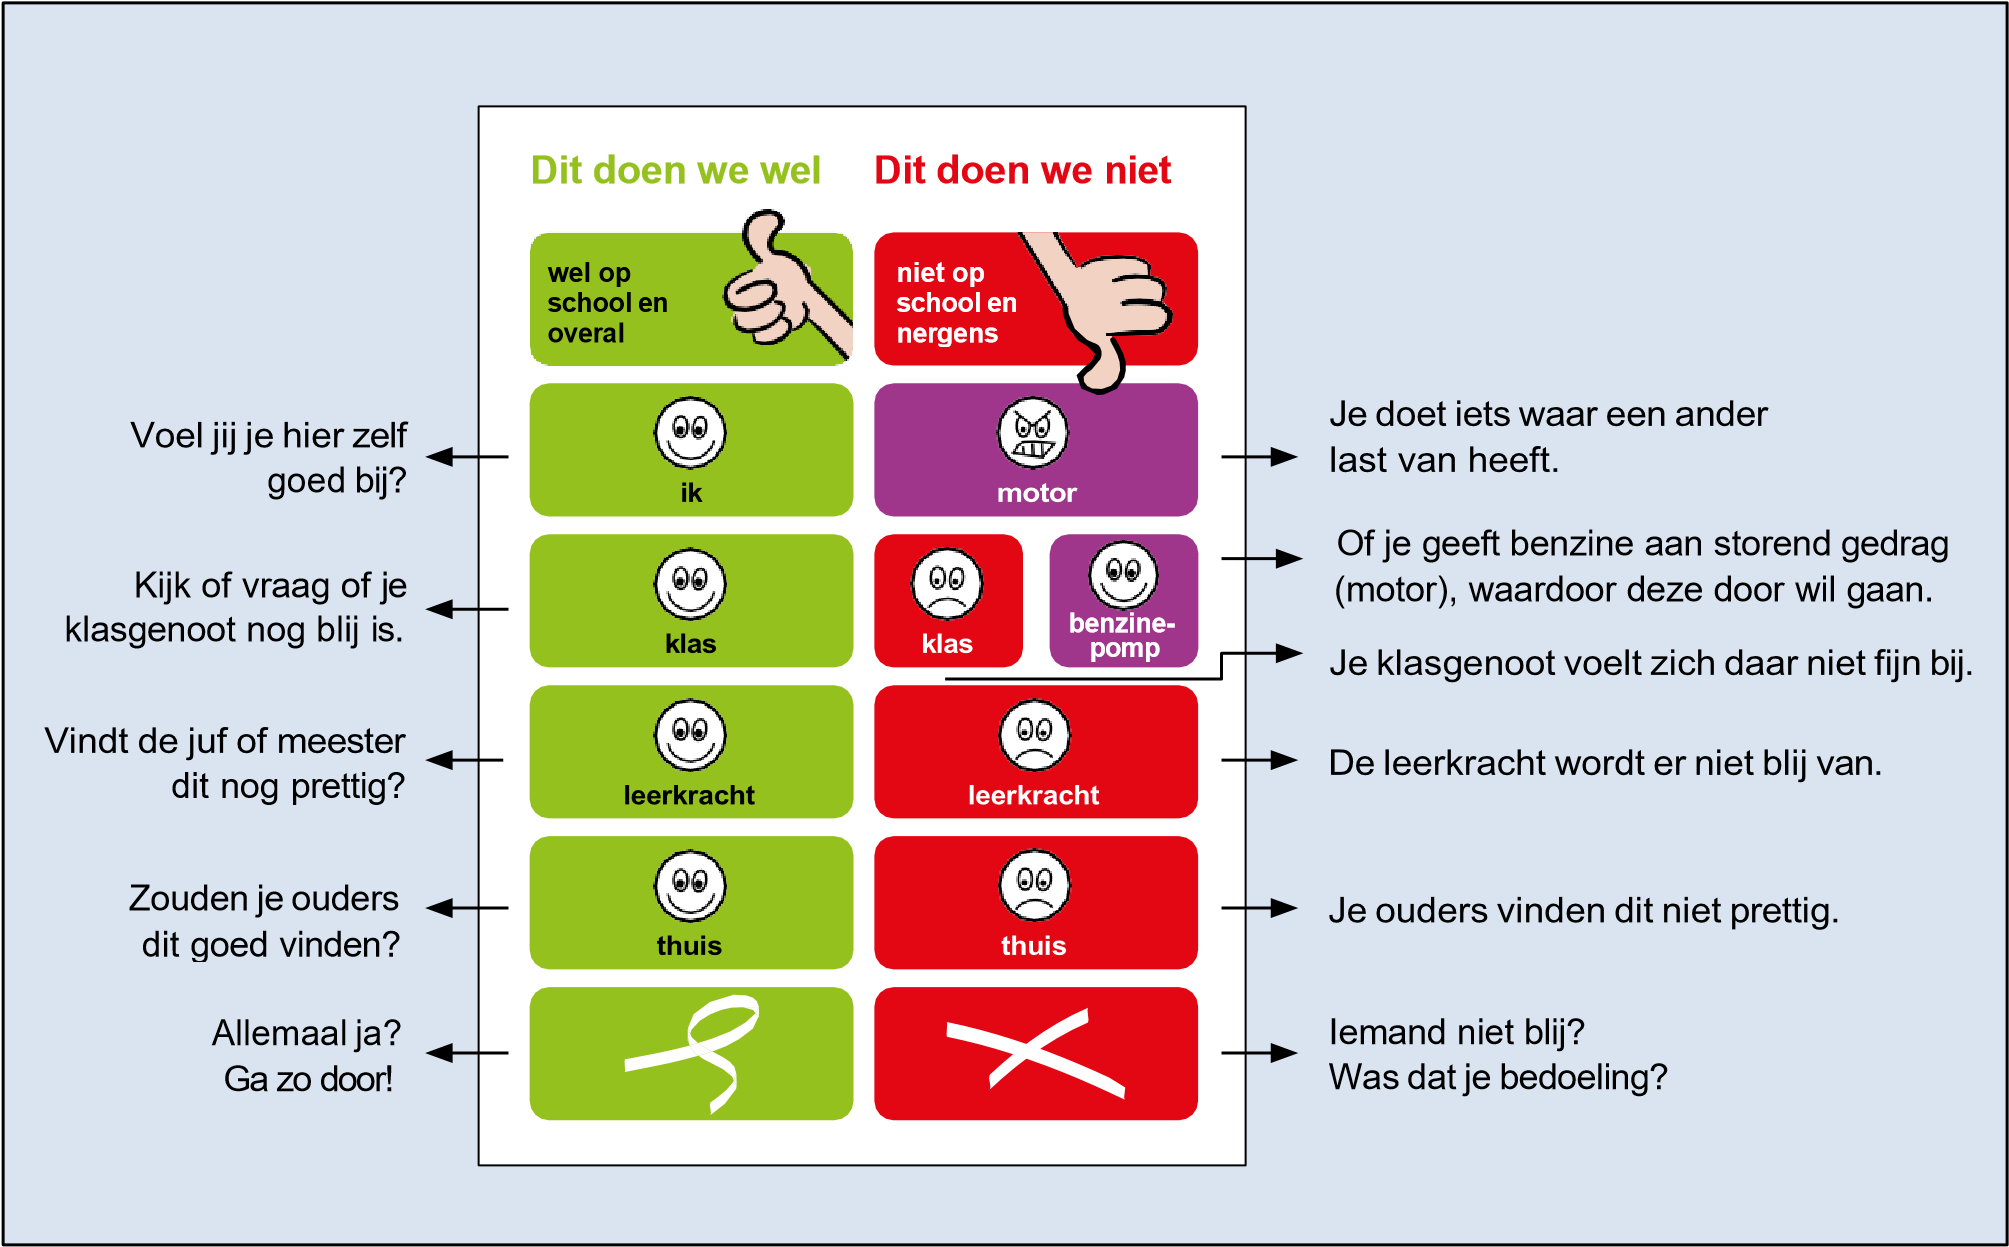 Dit doen we wel
Dit doen we niet
wel op
school en
overal
niet op
school en
nergens
Voel jij je hier zelf
goed bij?
ik
motor
Je doet iets waar een ander
last van heeft.
Kijk of vraag of je
klasgenoot nog blij is.
klas
klas
benzine-
pomp
Of je geeft benzine aan storend gedrag
(motor), waardoor deze door wil gaan.
Je klasgenoot voelt zich daar niet fijn bij.
Vindt de juf of meester
dit nog prettig?
leerkracht
leerkracht
De leerkracht wordt er niet blij van.
Zouden je ouders
dit goed vinden?
thuis
thuis
Je ouders vinden dit niet prettig.
Allemaal ja?
Ga zo door!
Iemand niet blij?
Was dat je bedoeling?